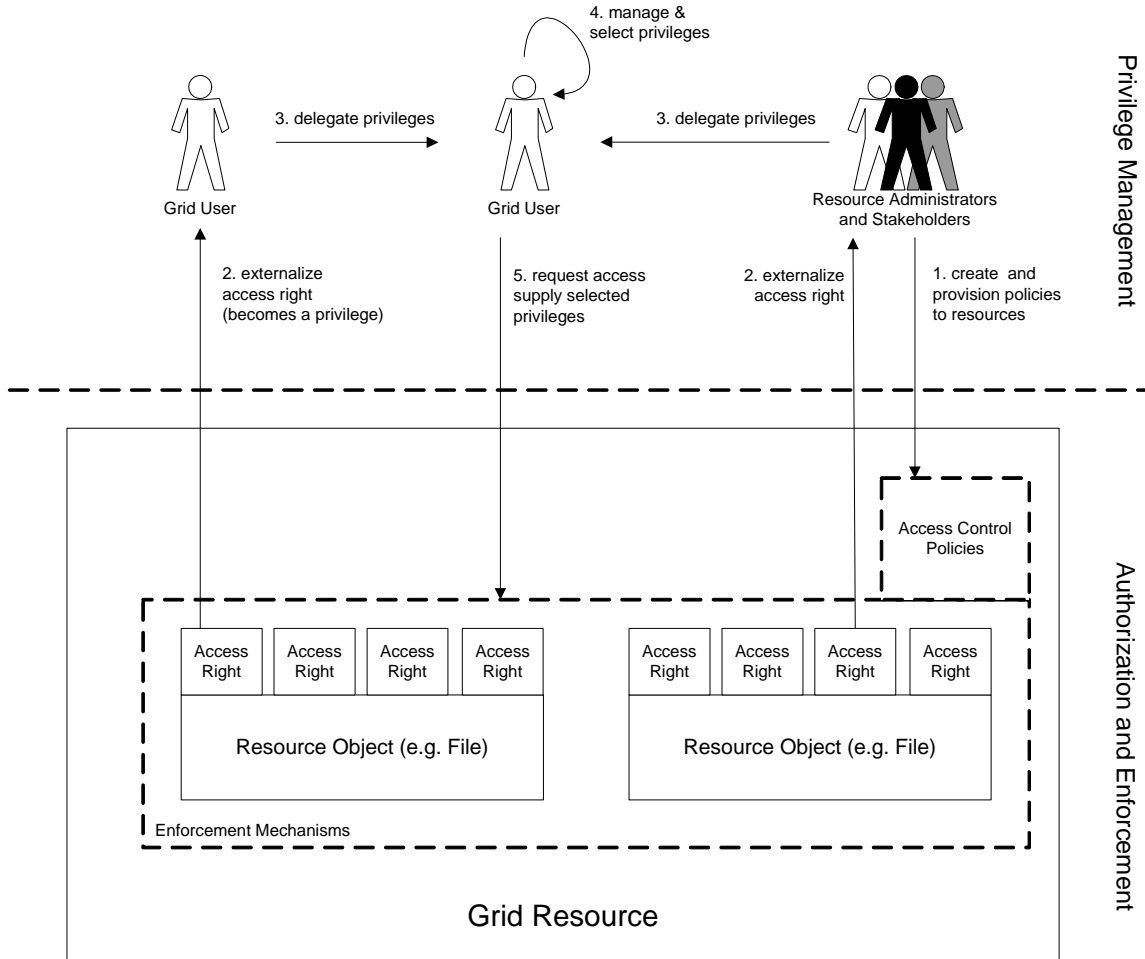 4. manage &
select privileges
3. delegate privileges
3. delegate privileges
Grid User
Grid User
Resource Administrators
and Stakeholders
2. externalize
access right
(becomes a privilege)
5. request access
supply selected
privileges
2. externalize
access right
1. create and
provision policies
to resources
Privilege Management
Access Control
Policies
Access
Right
Access
Right
Access
Right
Access
Right
Access
Right
Access
Right
Access
Right
Access
Right
Resource Object (e.g. File)
Resource Object (e.g. File)
Enforcement Mechanisms
Grid Resource
Authorization and Enforcement